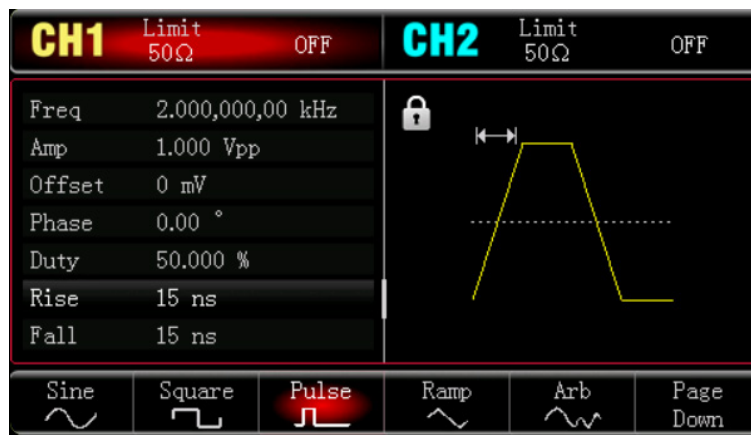 CH1 Limit 50Ω OFF CH2 Limit 50Ω OFF
Freq 2.000,000,00 kHz
Amp 1.000 Vpp
Offset 0 mV
Phase 0.00 °
Duty 50.000 %
Rise 15 ns
Fall 15 ns
Sine Square Pulse Ramp Arb Page Down